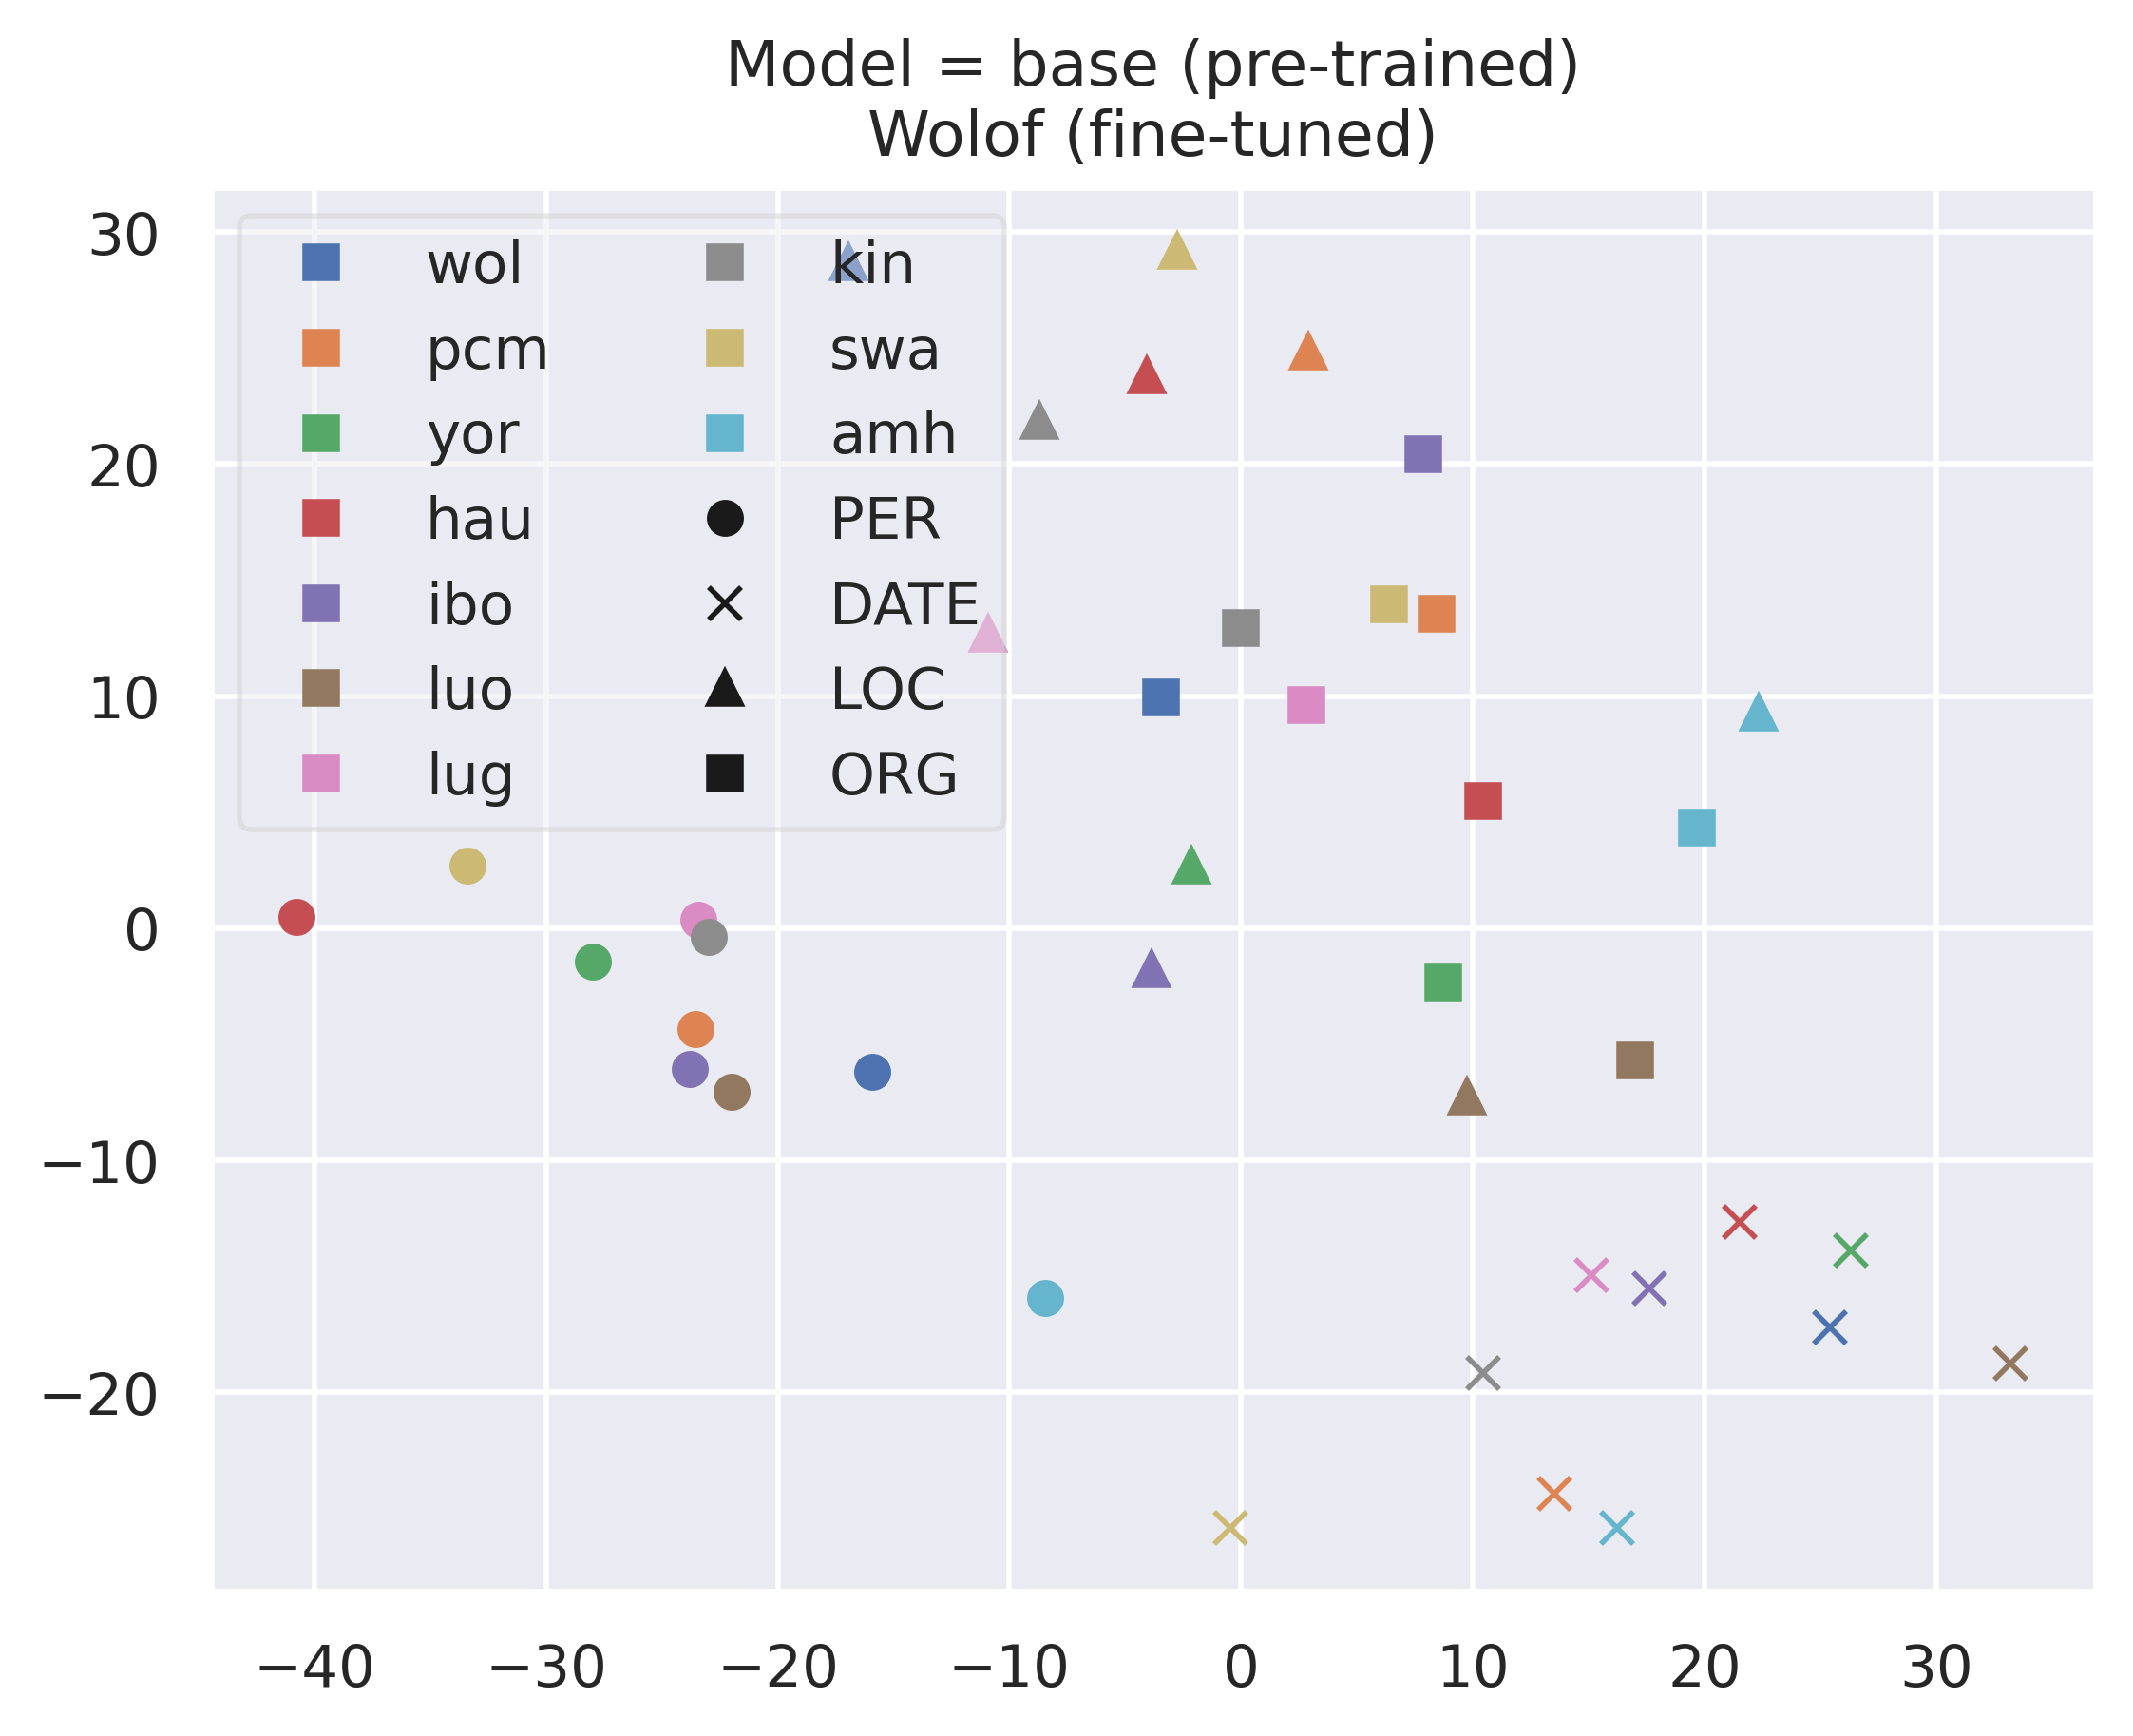 Model = base (pre-trained)
Wolof (fine-tuned)
30
20
10
0
−10
−20
wol
pcm
yor
hau
ibo
luo
lug
kin
swa
amh
PER
DATE
LOC
ORG
−40 −30 −20 −10 0 10 20 30